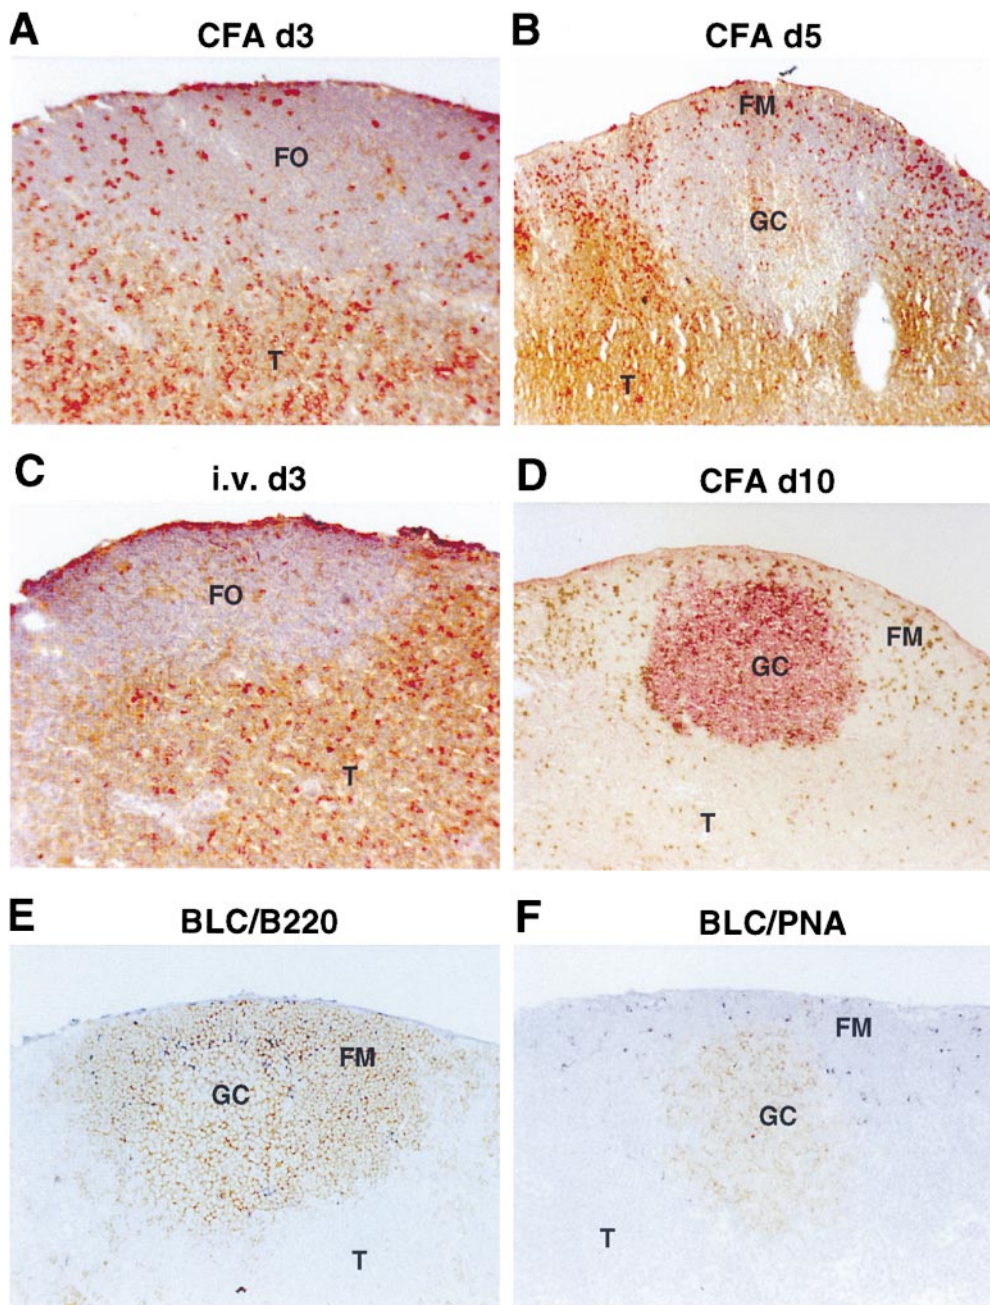 A
CFA d3
FO
T
B
CFA d5
FM
GC
T
C
i.v. d3
FO
T
D
CFA d10
FM
GC
T
E
BLC/B220
FM
GC
T
F
BLC/PNA
FM
GC
T